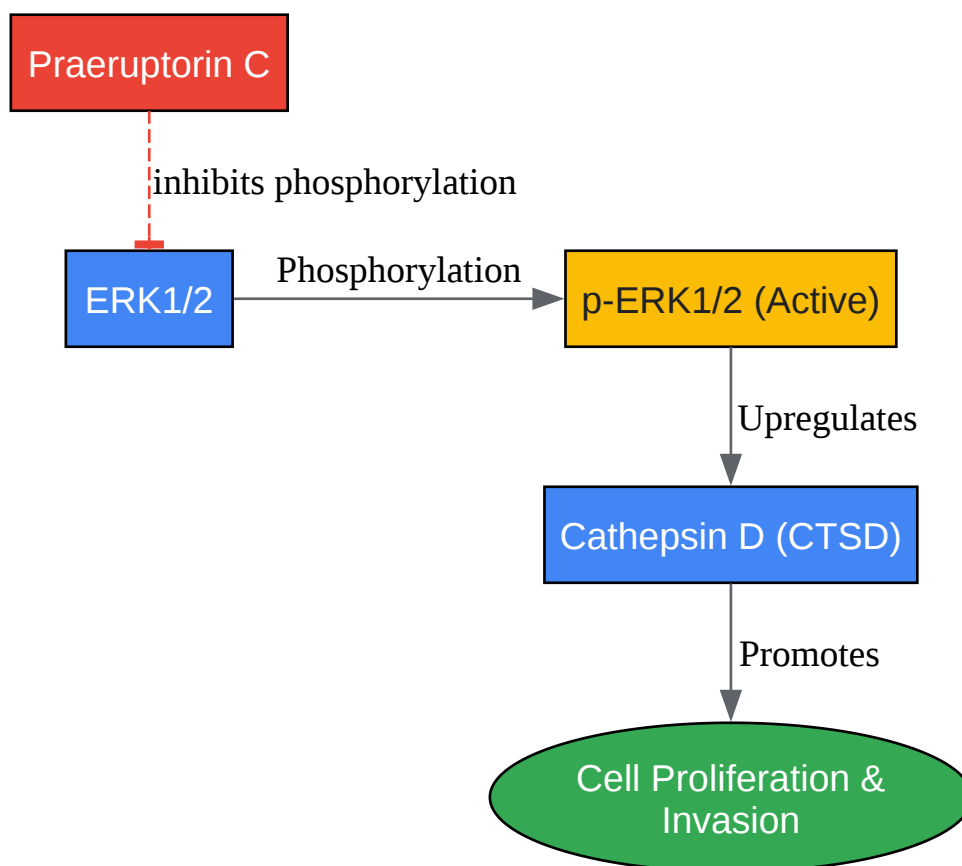 Praeruptorin C
inhibits phosphorylation
ERK1/2
Phosphorylation
p-ERK1/2 (Active)
Upregulates
Cathepsin D (CTSD)
Promotes
Cell Proliferation &
Invasion